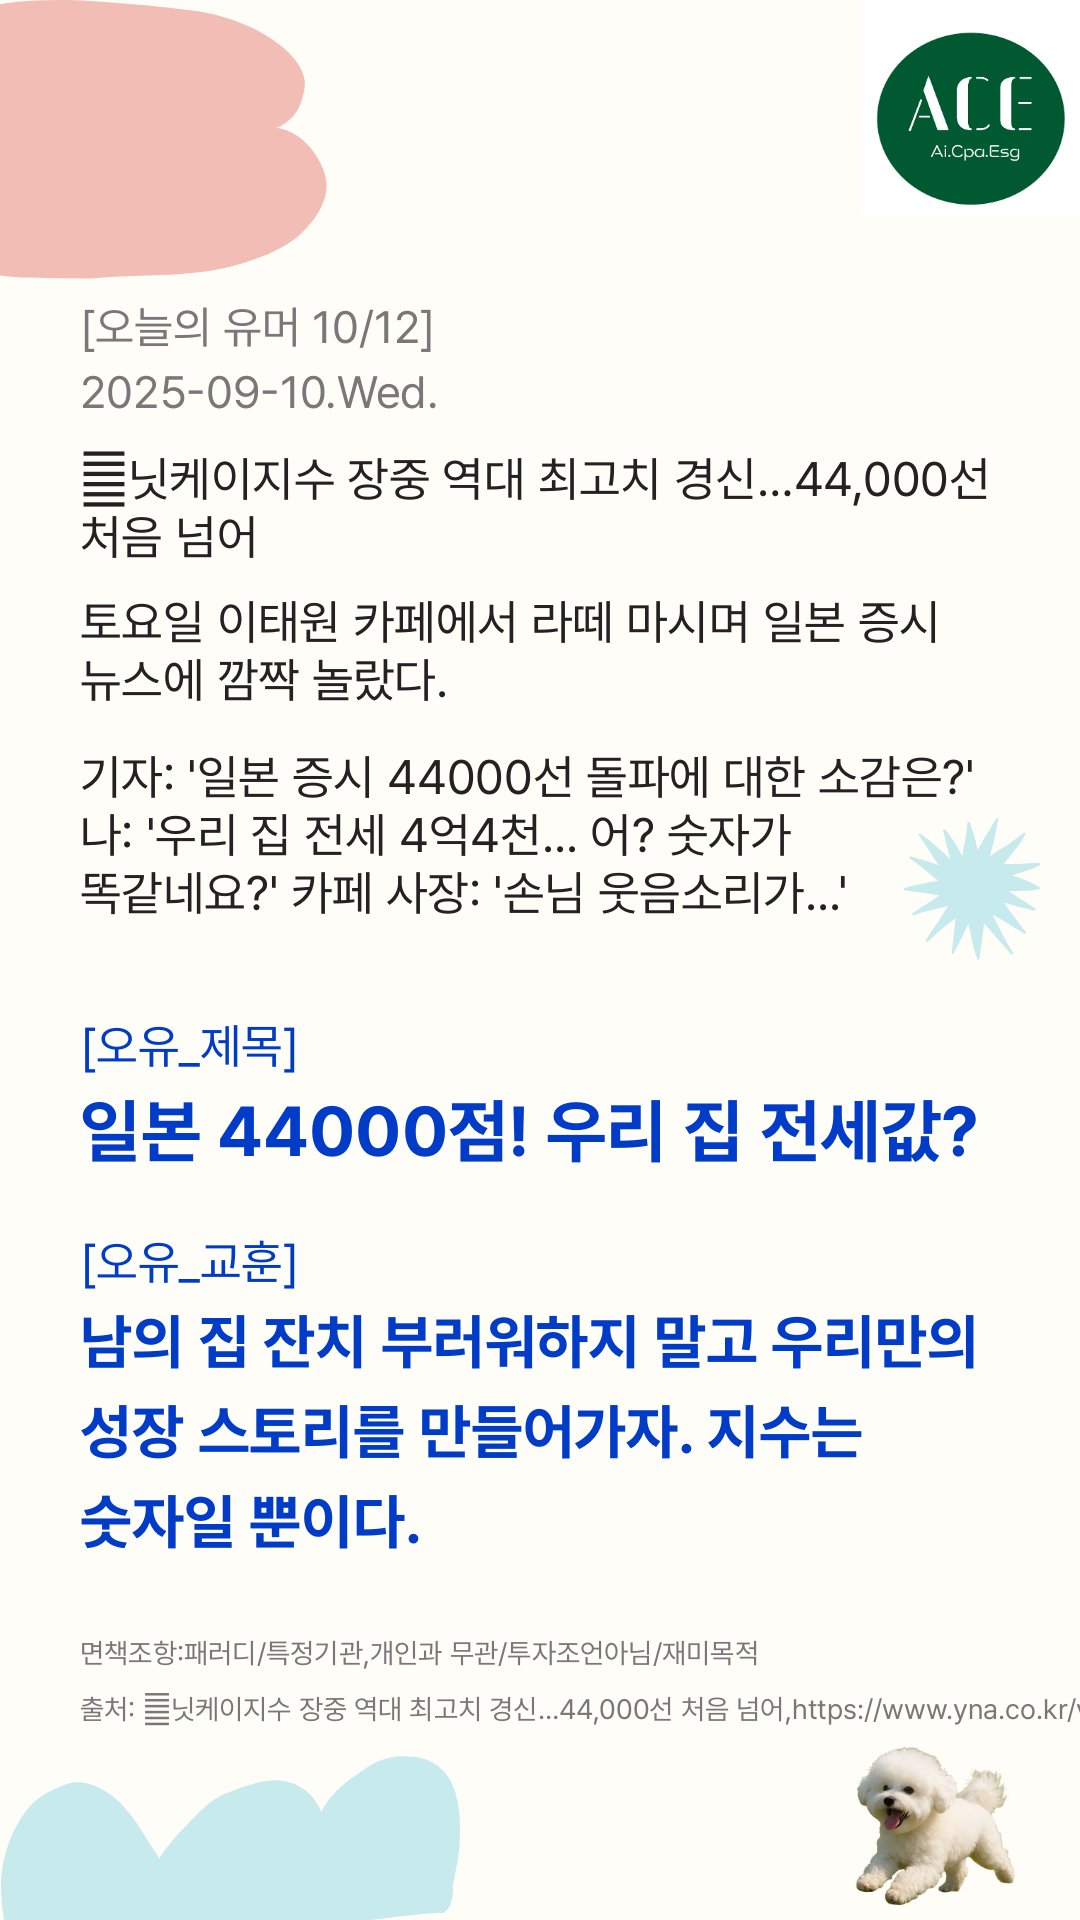 ACE
Ai.Cpa.Esg
[오늘의 유머 10/12]
2025-09-10.Wed.
닛케이지수 장중 역대 최고치 경신...44,000선
처음 넘어
토요일 이태원 카페에서 라떼 마시며 일본 증시
뉴스에 깜짝 놀랐다.
기자: '일본 증시 44000선 돌파에 대한 소감은?'
나: '우리 집 전세 4억4천... 어? 숫자가
똑같네요?' 카페 사장: '손님 웃음소리가...'
[오유_제목]
일본 44000점! 우리 집 전세값?
[오유_교훈]
남의 집 잔치 부러워하지 말고 우리만의
성장 스토리를 만들어가자. 지수는
숫자일 뿐이다.
면책조항:패러디/특정기관,개인과 무관/투자조언아님/재미목적
출처: 닛케이지수 장중 역대 최고치 경신...44,000선 처음 넘어,https://www.yna.co.kr/